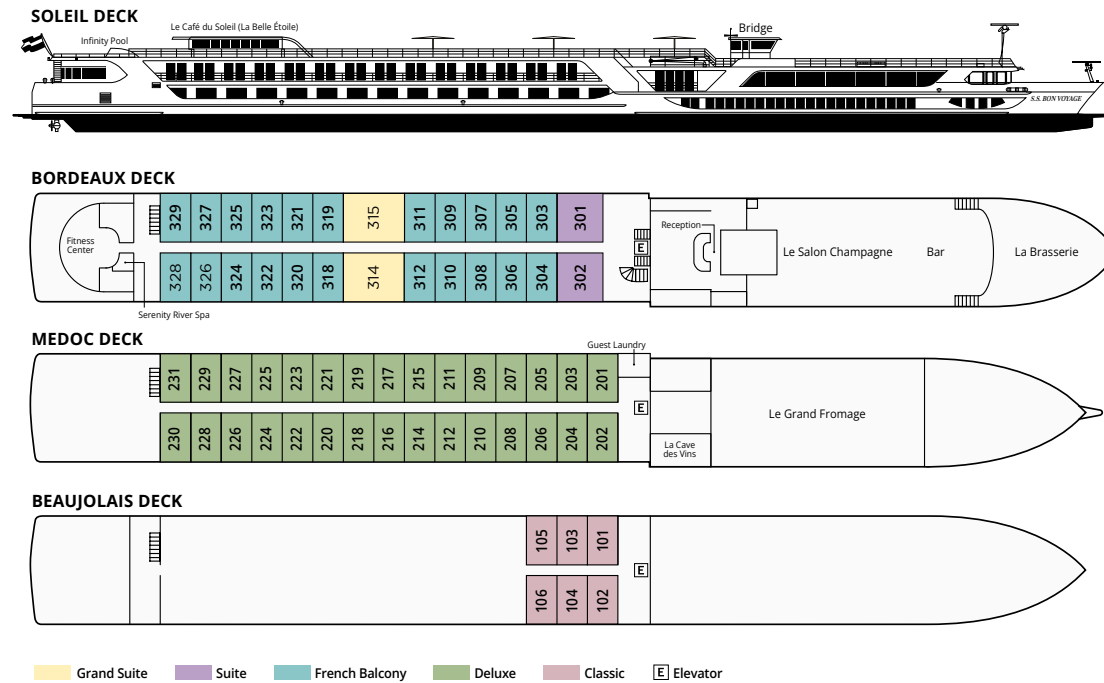 SOLEIL DECK
Infinity Pool
Le Café du Soleil (La Belle Étoile)
Bridge
S.S. BON VOYAGE
BORDEAUX DECK
329 327 325 323 321 319 315 311 309 307 305 303 301
Fitness
Center
Reception
E
Le Salon Champagne
Bar
La Brasserie
328 326 324 322 320 318 314 312 310 308 306 304 302
Serenity River Spa
MEDOC DECK
Guest Laundry
231 229 227 225 223 221 219 217 215 211 209 207 205 203 201
E
Le Grand Fromage
230 228 226 224 222 220 218 216 214 212 210 208 206 204 202
La Cave
des Vins
BEAUJOLAIS DECK
105 103 101
E
106 104 102
Grand Suite Suite French Balcony Deluxe Classic E Elevator